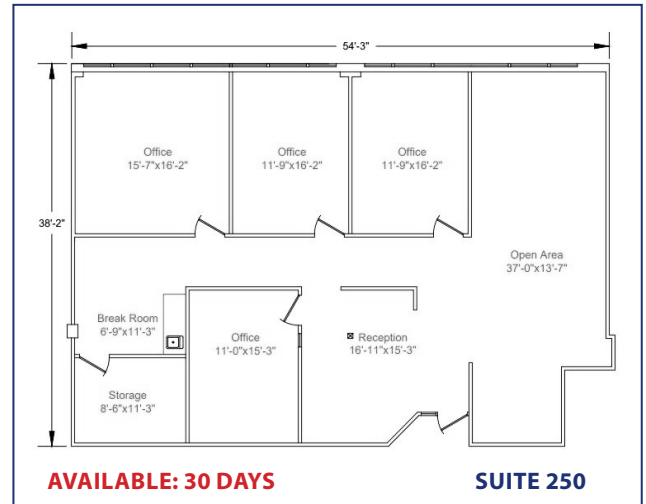 54'-3"
Office
15'-7"x16'-2"
Office
11'-9"x16'-2"
Office
11'-9"x16'-2"
38'-2"
Open Area
37'-0"x13'-7"
Break Room
6'-9"x11'-3"
Office
11'-0"x15'-3"
Reception
16'-11"x15'-3"
Storage
8'-6"x11'-3"
AVAILABLE: 30 DAYS
SUITE 250